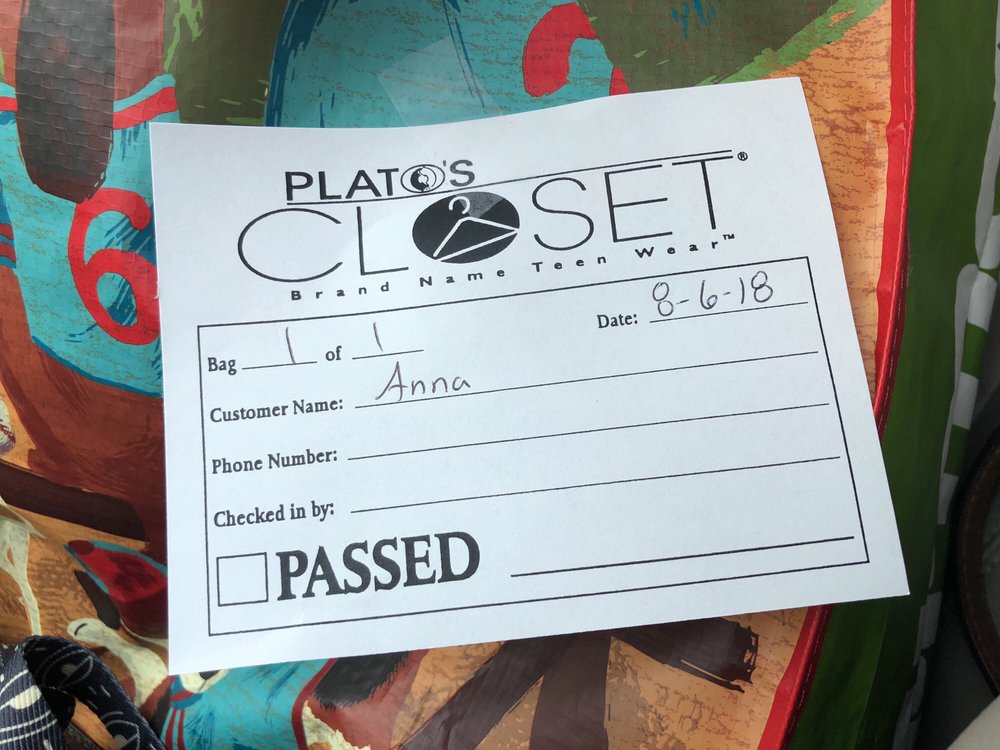 PLATO'S
CLOSET®
Brand Name Teen Wear™
Bag 1 of 1 Date: 8-6-18
Customer Name: Anna
Phone Number:
Checked in by:
PASSED
6